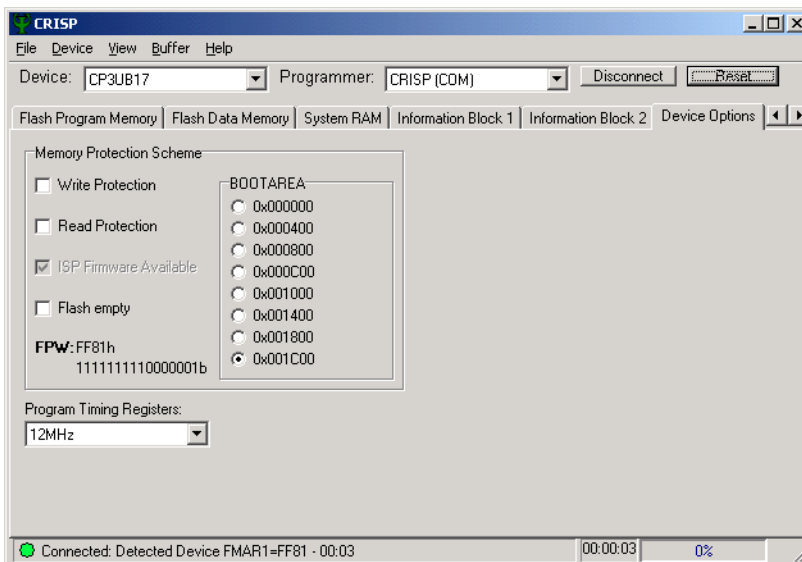 CRISP
File Device View Buffer Help
Device: CP3UB17 Programmer: CRISP (COM) Disconnect Reset
Flash Program Memory Flash Data Memory System RAM Information Block 1 Information Block 2 Device Options
Memory Protection Scheme
Write Protection
Read Protection
ISP Firmware Available
Flash empty
FPW: FF81h
1111111110000001b
BOOTAREA
0x000000
0x000400
0x000800
0x000C00
0x001000
0x001400
0x001800
0x001C00
Program Timing Registers:
12MHz
Connected: Detected Device FMAR1=FF81 - 00:03 00:00:03 0%